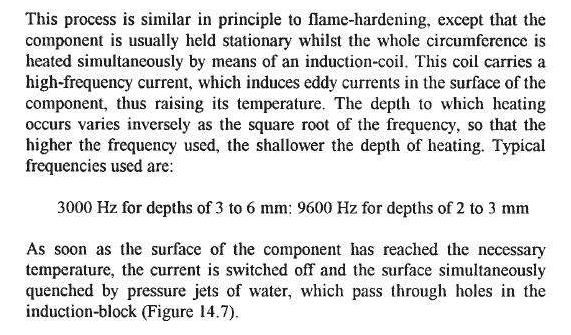 This process is similar in principle to flame-hardening, except that the
component is usually held stationary whilst the whole circumference is
heated simultaneously by means of an induction-coil. This coil carries a
high-frequency current, which induces eddy currents in the surface of the
component, thus raising its temperature. The depth to which heating
occurs varies inversely as the square root of the frequency, so that the
higher the frequency used, the shallower the depth of heating. Typical
frequencies used are:
3000 Hz for depths of 3 to 6 mm: 9600 Hz for depths of 2 to 3 mm
As soon as the surface of the component has reached the necessary
temperature, the current is switched off and the surface simultaneously
quenched by pressure jets of water, which pass through holes in the
induction-block (Figure 14.7).